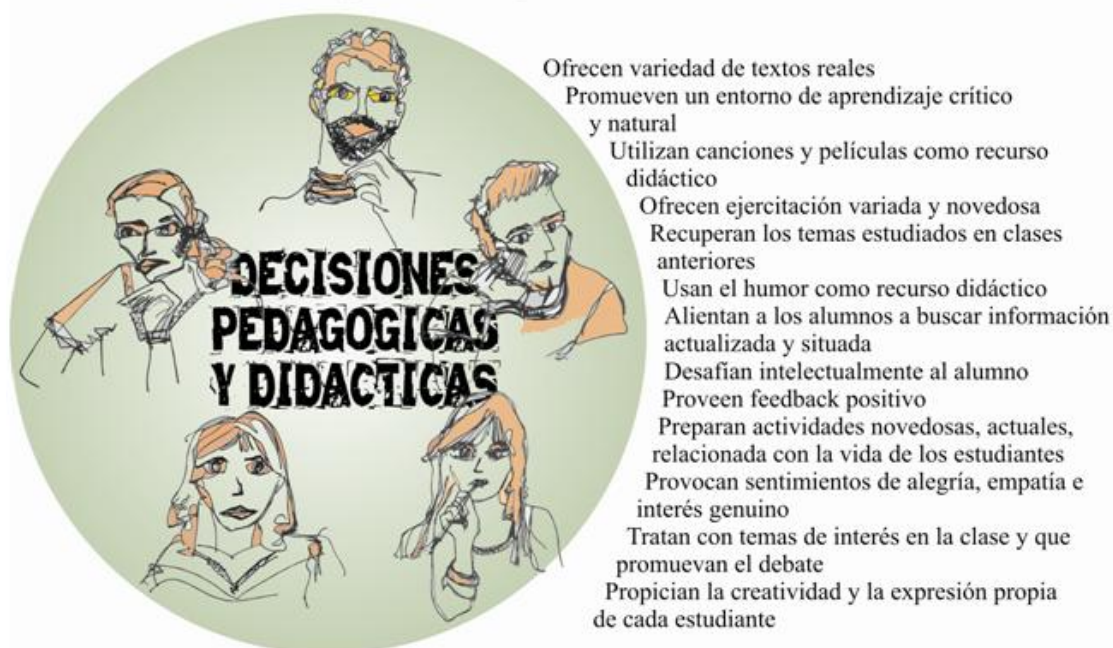 DECISIONES
PEDAGOGICAS
Y DIDACTICAS
Ofrecen variedad de textos reales
Promueven un entorno de aprendizaje crítico
y natural
Utilizan canciones y películas como recurso
didáctico
Ofrecen ejercitación variada y novedosa
Recuperan los temas estudiados en clases
anteriores
Usan el humor como recurso didáctico
Alientan a los alumnos a buscar información
actualizada y situada
Desafían intelectualmente al alumno
Proveen feedback positivo
Preparan actividades novedosas, actuales,
relacionada con la vida de los estudiantes
Provocan sentimientos de alegría, empatía e
interés genuino
Tratan con temas de interés en la clase y que
promuevan el debate
Propician la creatividad y la expresión propia
de cada estudiante